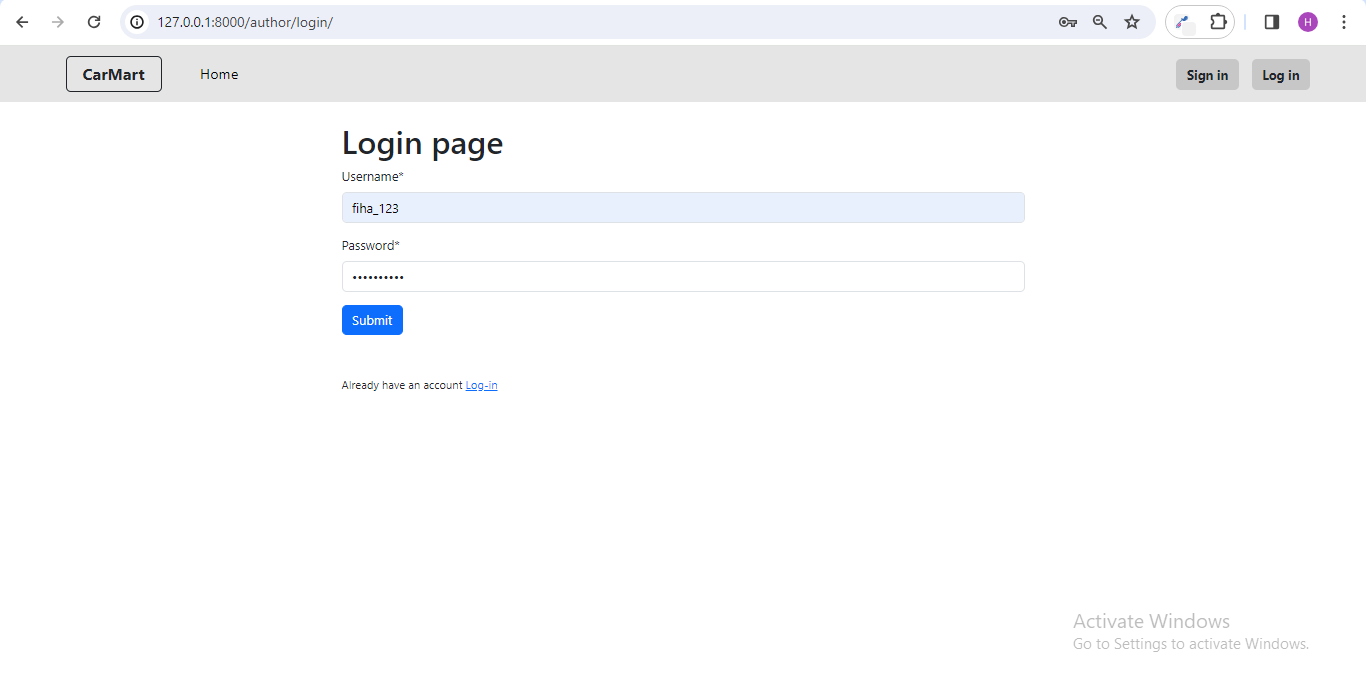 127.0.0.1:8000/author/login/
H
CarMart Home Sign in Log in
Login page
Username*
fiha_123
Password*
••••••••••
Submit
Already have an account Log-in
Activate Windows
Go to Settings to activate Windows.